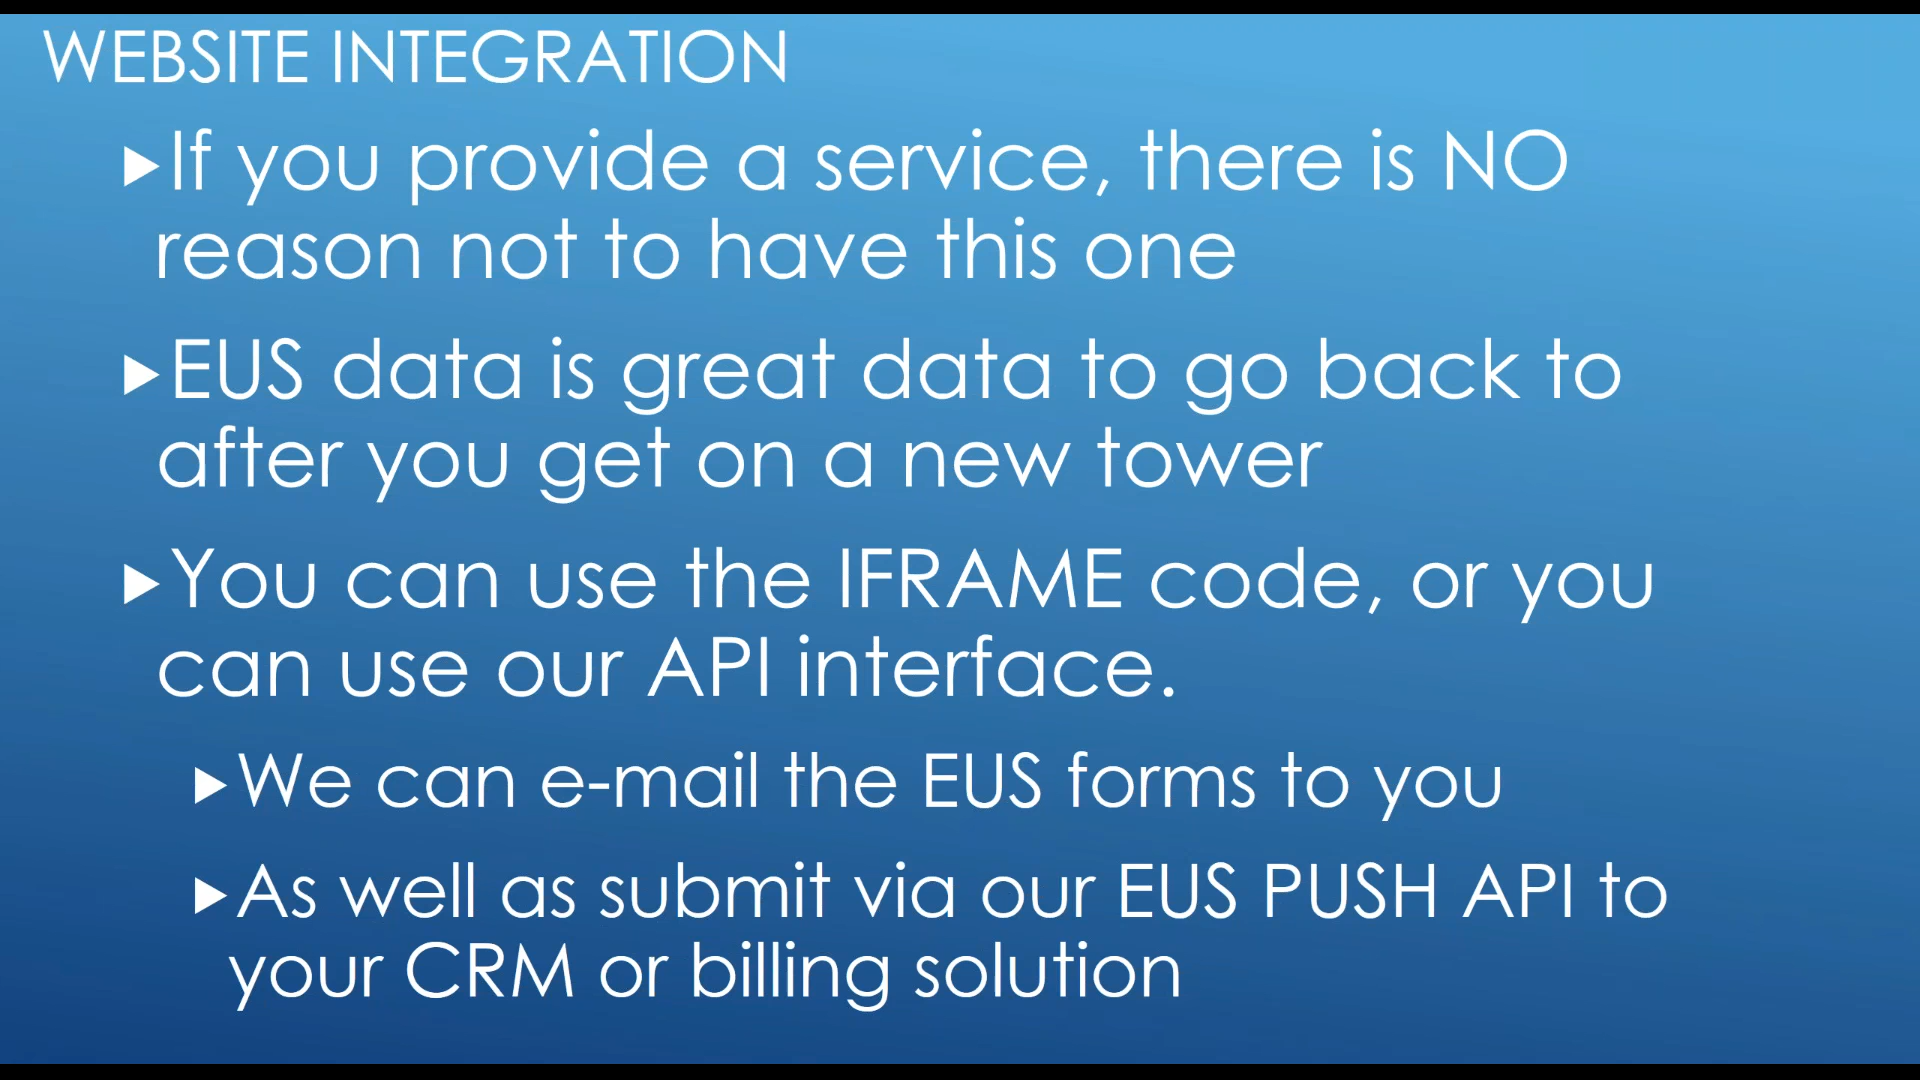 WEBSITE INTEGRATION
▶If you provide a service, there is NO
reason not to have this one
▶EUS data is great data to go back to
after you get on a new tower
▶You can use the IFRAME code, or you
can use our API interface.
▶We can e-mail the EUS forms to you
▶As well as submit via our EUS PUSH API to
your CRM or billing solution